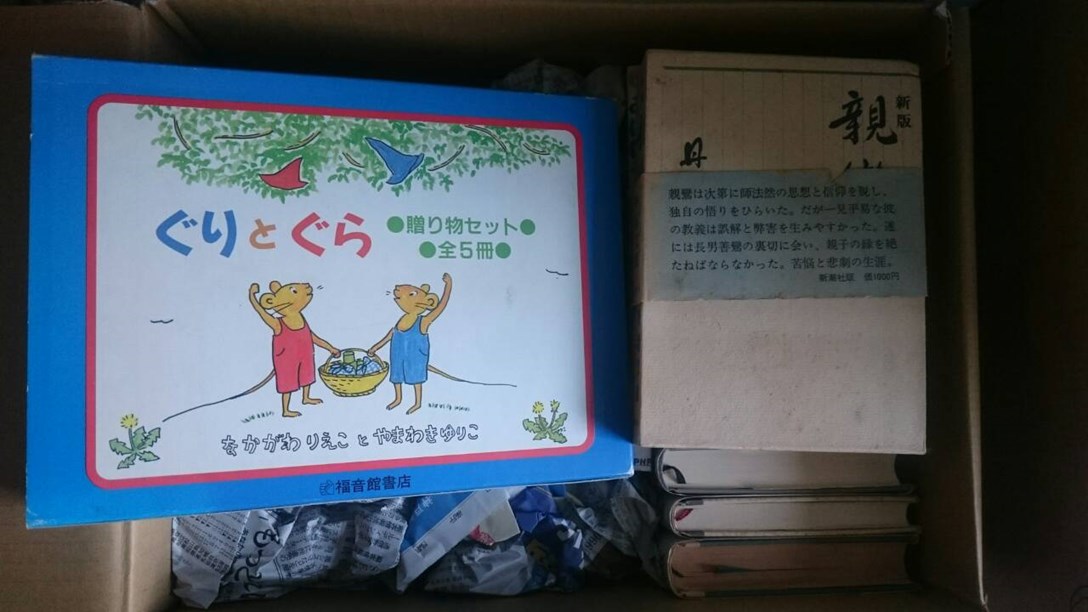 ぐりとぐら
●贈り物セット●
●全5冊●
なかがわりえことやまわきゆりこ
福音館書店
新版
親鸞
丹
親鸞は次第に師法然の思想と信仰を脱し、
独自の悟りをひらいた。だが一見平易な彼
の教義は誤解と弊害を生みやすかった。遂
には長男善鸞の裏切に会い、親子の縁を絶
たねばならなかった。苦悩と悲劇の生涯。
新潮社版 価1000円
PHP